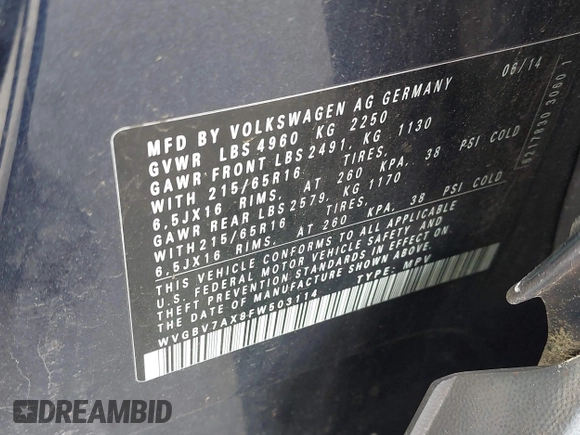 06/14
MFD BY VOLKSWAGEN AG GERMANY
GVWR LBS 4960 KG 2250
GAWR FRONT LBS 2491, KG 1130
WITH 215/65R16 TIRES,
6,5JX16 RIMS, AT 260 KPA, 38 PSI COLD
GAWR REAR LBS 2579, KG 1170
WITH 215/65R16 TIRES,
6,5JX16 RIMS, AT 260 KPA, 38 PSI COLD
THIS VEHICLE CONFORMS TO ALL APPLICABLE
U.S. FEDERAL MOTOR VEHICLE SAFETY AND
THEFT PREVENTION STANDARDS IN EFFECT ON
THE DATE OF MANUFACTURE SHOWN ABOVE.
WVGBV7AX8FW503114 TYPE: MPV
DREAMBID